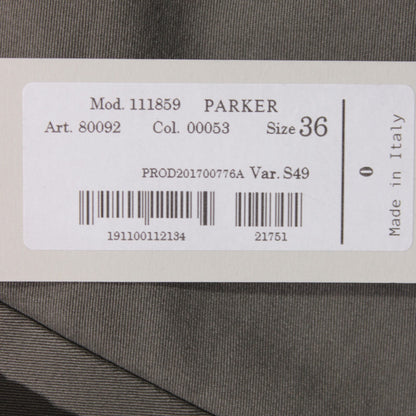 Mod. 111859 PARKER
Art. 80092 Col. 00053 Size 36
PROD201700776A Var. S49
191100112134 21751
0
Made in Italy